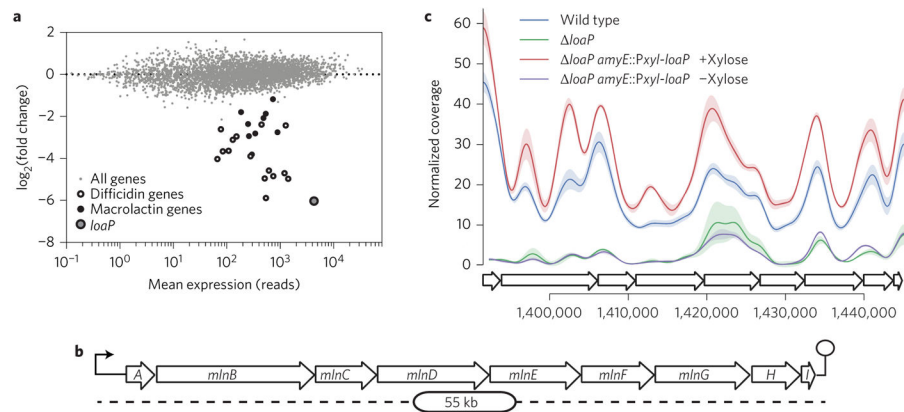 a
log2(fold change)
2
0
−2
−4
−6
−8
All genes
Difficidin genes
Macrolactin genes
loaP
10−1
100
101
102
103
104
Mean expression (reads)
c
Wild type
ΔloaP
ΔloaP amyE::Pxyl-loaP +Xylose
ΔloaP amyE::Pxyl-loaP −Xylose
Normalized coverage
60
50
40
30
20
10
0
1,400,000
1,410,000
1,420,000
1,430,000
1,440,000
b
A
mlnB
mlnC
mlnD
mlnE
mlnF
mlnG
H
I
55 kb